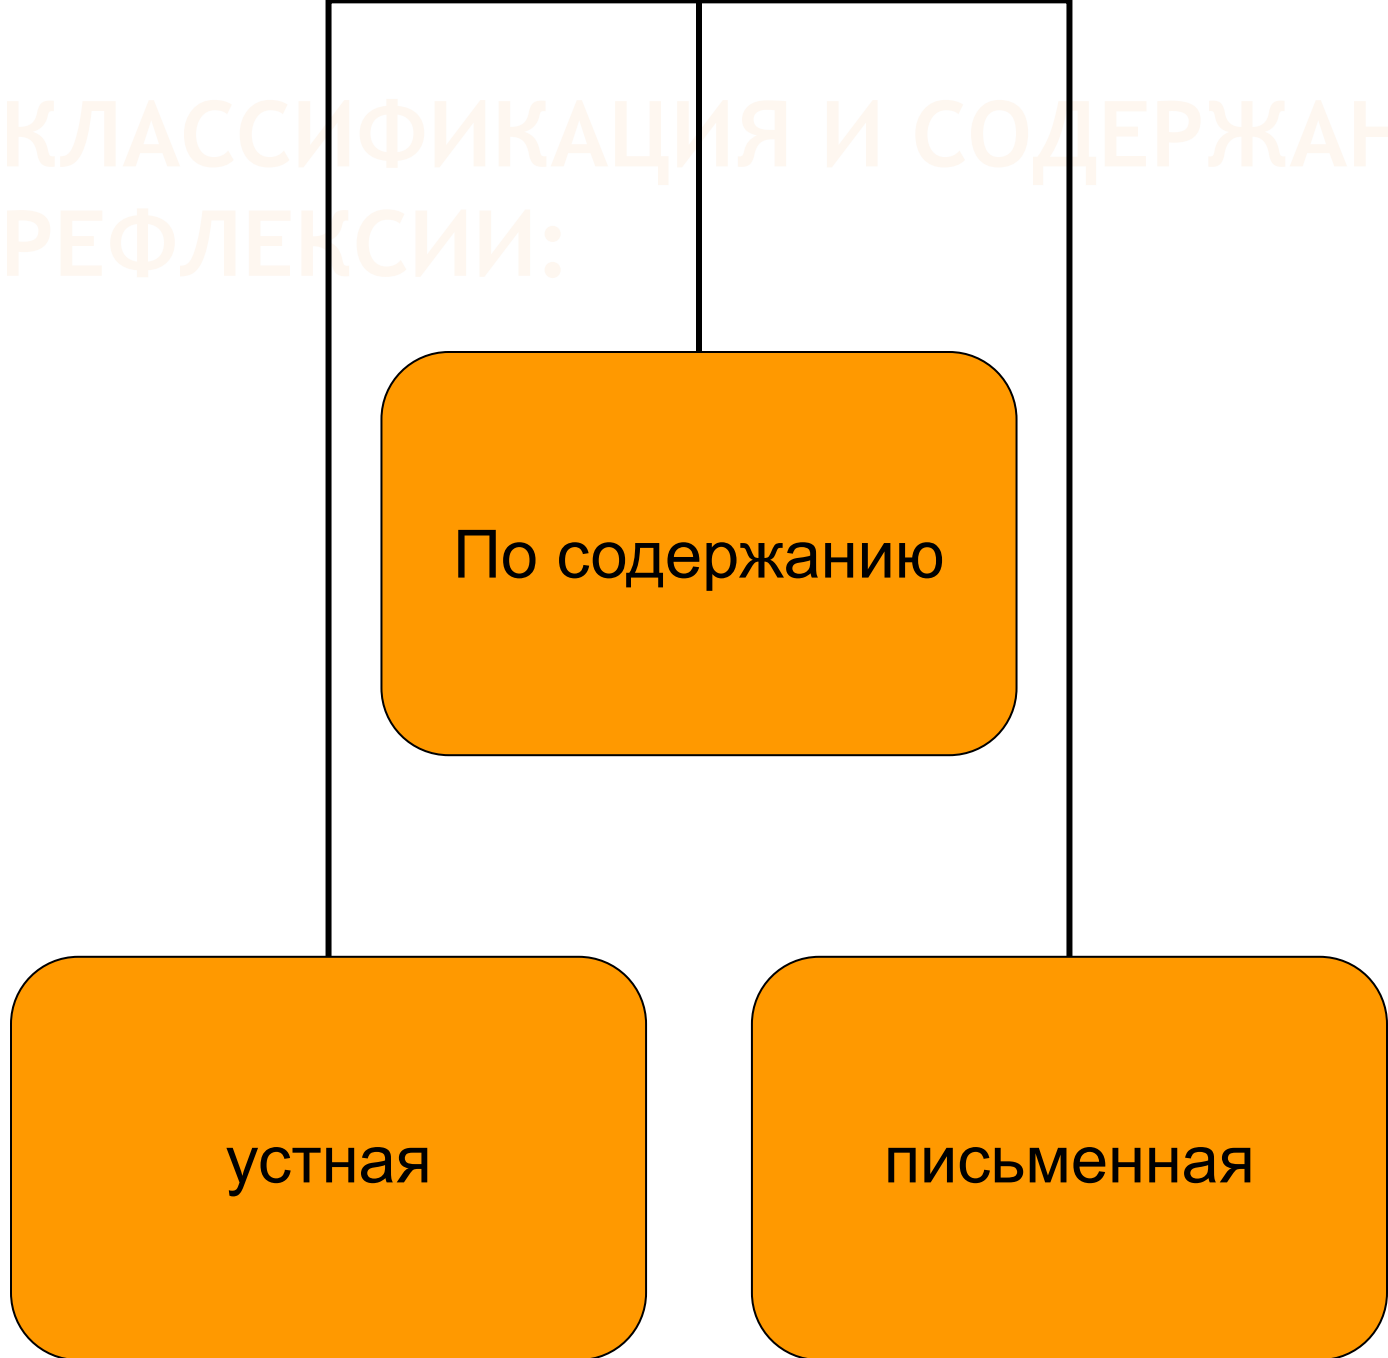 КЛАССИФИКАЦИЯ И СОДЕРЖАН
РЕФЛЕКСИИ:
По содержанию
устная
письменная